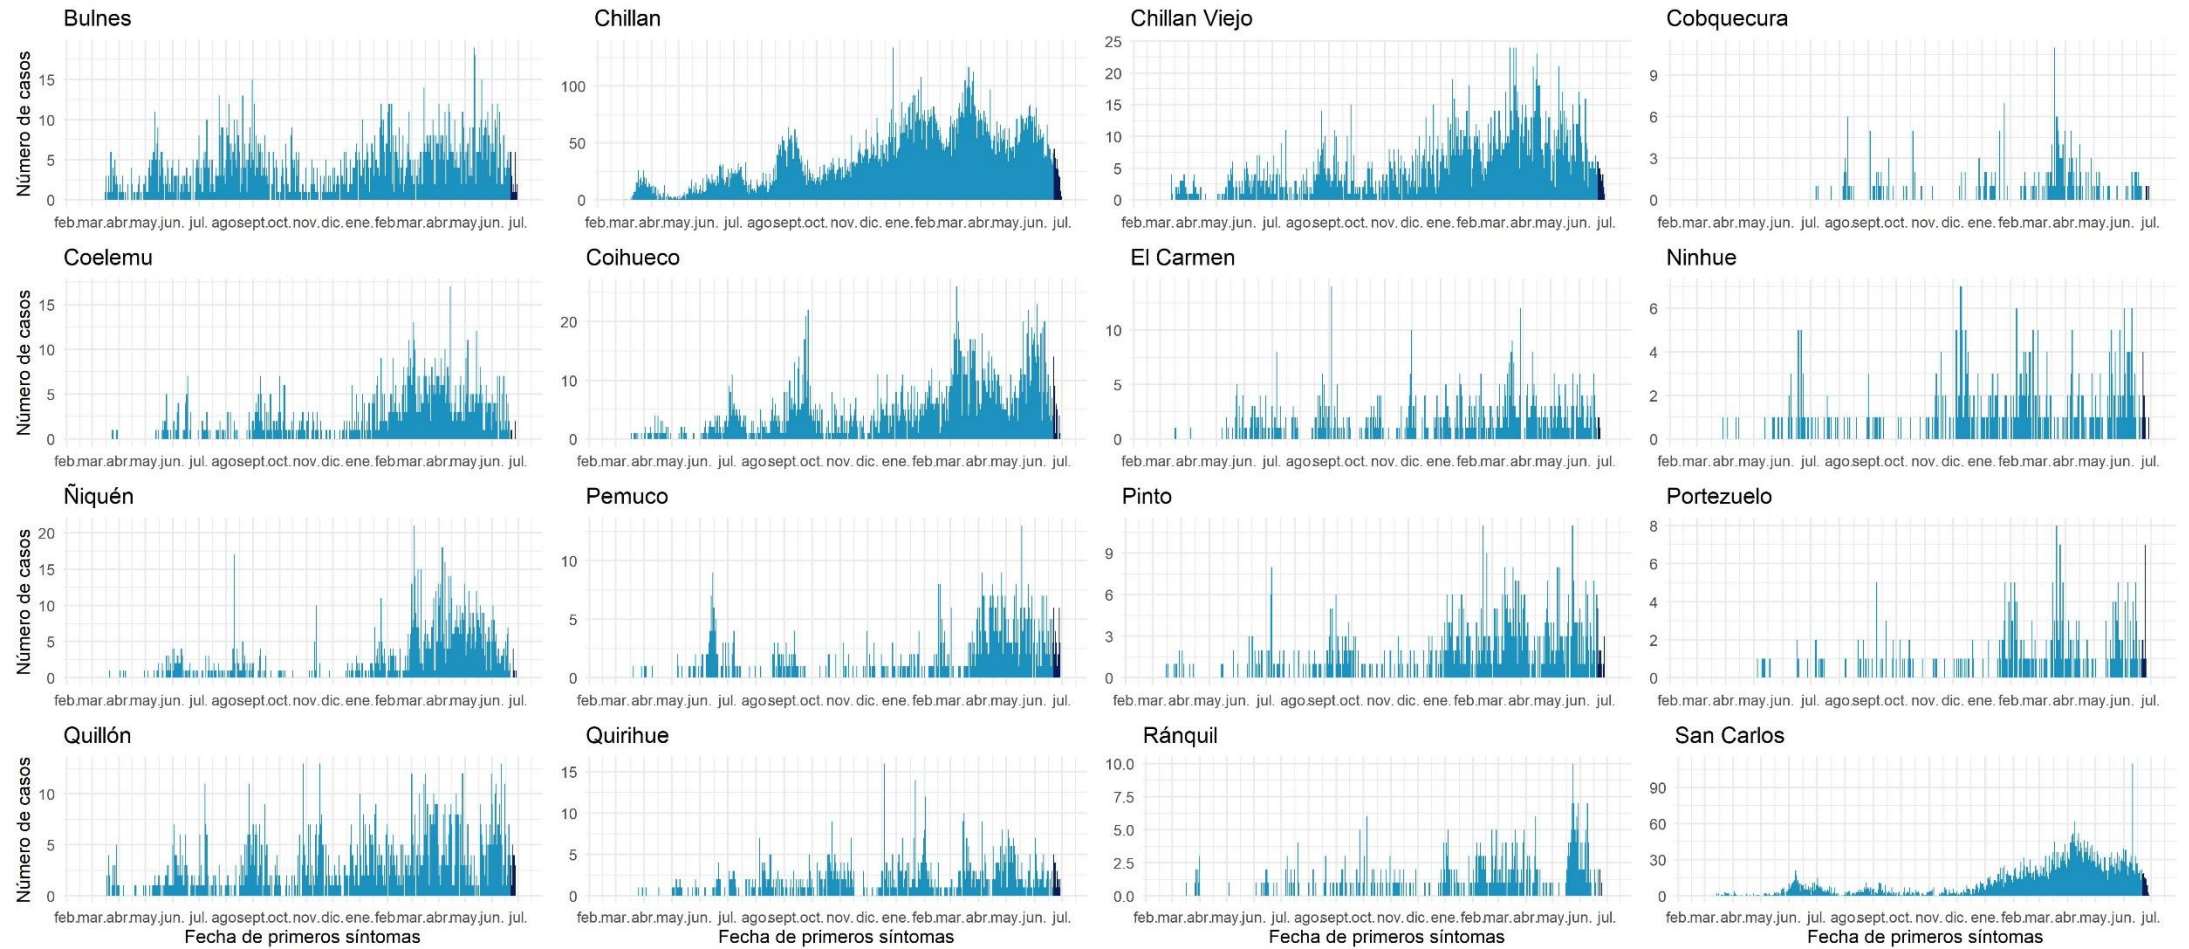 Bulnes
Chillan
Chillan Viejo
Cobquecura
Número de casos
15
10
5
0
100
50
0
25
20
15
10
5
0
9
6
3
0
feb.mar.abr.may.jun. jul. agosept.oct. nov. dic. ene. feb mar.abr.may.jun. jul.
feb.mar.abr.may.jun. jul. agosept.oct. nov. dic. ene. feb.mar.abr.may.jun. jul.
feb.mar.abr.may.jun. jul. agosept.oct. nov. dic. ene. feb.mar.abr.may.jun. jul.
feb.mar.abr.may.jun. jul. agosept.oct. nov. dic. ene. feb.mar.abr.may.jun. jul.
Coelemu
Coihueco
El Carmen
Ninhue
Número de casos
15
10
5
0
20
10
0
10
5
0
6
4
2
0
feb.mar.abr.may.jun. jul. agosept.oct. nov. dic. ene. feb mar.abr.may.jun. jul.
feb.mar.abr.may.jun. jul. agosept.oct. nov. dic. ene. feb.mar.abr.may.jun. jul.
feb.mar.abr.may.jun. jul. agosept.oct. nov. dic. ene. feb.mar.abr.may.jun. jul.
feb.mar.abr.may.jun. jul. agosept.oct. nov. dic. ene. feb.mar.abr.may.jun. jul.
Ñiquén
Pemuco
Pinto
Portezuelo
Número de casos
20
15
10
5
0
10
5
0
9
6
3
0
8
6
4
2
0
feb.mar.abr.may.jun. jul. agosept.oct. nov. dic. ene. feb mar.abr.may.jun. jul.
feb.mar.abr.may.jun. jul. agosept.oct. nov. dic. ene. feb.mar.abr.may.jun. jul.
feb.mar.abr.may.jun. jul. agosept.oct. nov. dic. ene. feb.mar.abr.may.jun. jul.
feb.mar.abr.may.jun. jul. agosept.oct. nov. dic. ene. feb.mar.abr.may.jun. jul.
Quillón
Quirihue
Ránquil
San Carlos
Número de casos
10
5
0
15
10
5
0
10.0
7.5
5.0
2.5
0.0
90
60
30
0
feb.mar.abr.may.jun. jul. agosept.oct. nov. dic. ene. feb mar.abr.may.jun. jul.
feb.mar.abr.may.jun. jul. agosept.oct. nov. dic. ene. feb.mar.abr.may.jun. jul.
feb.mar.abr.may.jun. jul. agosept.oct. nov. dic. ene. feb.mar.abr.may.jun. jul.
feb.mar.abr.may.jun. jul. agosept.oct. nov. dic. ene. feb.mar.abr.may.jun. jul.
Fecha de primeros síntomas
Fecha de primeros síntomas
Fecha de primeros síntomas
Fecha de primeros síntomas